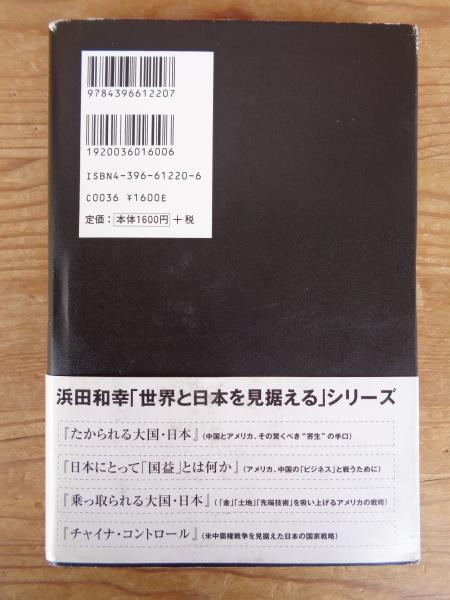 9784396612207
1920036016006
ISBN4-396-61220-6
C0036 ¥1600E
定価：本体1600円＋税
浜田和幸「世界と日本を見据える」シリーズ
『たかられる大国・日本』（中国とアメリカ、その驚くべき“寄生”の手口）
『日本にとって「国益」とは何か』（アメリカ、中国の「ビジネス」と戦うために）
『乗っ取られる大国・日本』（「金」「土地」「先端技術」を吸い上げるアメリカの戦略）
『チャイナ・コントロール』（米中覇権戦争を見据えた日本の国家戦略）